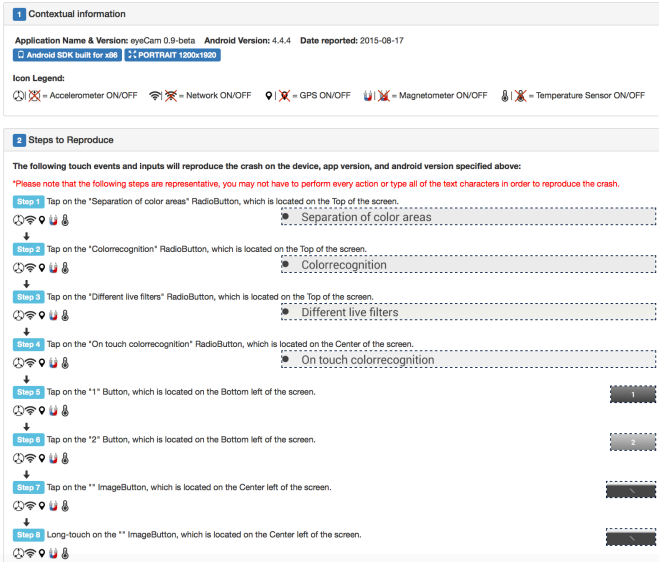 1 Contextual information
Application Name & Version: eyeCam 0.9-beta Android Version: 4.4.4 Date reported: 2015-08-17
Android SDK built for x86 PORTRAIT 1200x1920
Icon Legend:
| = Accelerometer ON/OFF | = Network ON/OFF | = GPS ON/OFF | = Magnetometer ON/OFF | = Temperature Sensor ON/OFF
2 Steps to Reproduce
The following touch events and inputs will reproduce the crash on the device, app version, and android version specified above:
*Please note that the following steps are representative, you may not have to perform every action or type all of the text characters in order to reproduce the crash.
Step 1 Tap on the "Separation of color areas" RadioButton, which is located on the Top of the screen.
Separation of color areas
Step 2 Tap on the "Colorrecognition" RadioButton, which is located on the Top of the screen.
Colorrecognition
Step 3 Tap on the "Different live filters" RadioButton, which is located on the Top of the screen.
Different live filters
Step 4 Tap on the "On touch colorrecognition" RadioButton, which is located on the Center of the screen.
On touch colorrecognition
Step 5 Tap on the "1" Button, which is located on the Bottom left of the screen.
1
Step 6 Tap on the "2" Button, which is located on the Bottom left of the screen.
2
Step 7 Tap on the "" ImageButton, which is located on the Center left of the screen.
Step 8 Long-touch on the "" ImageButton, which is located on the Center left of the screen.